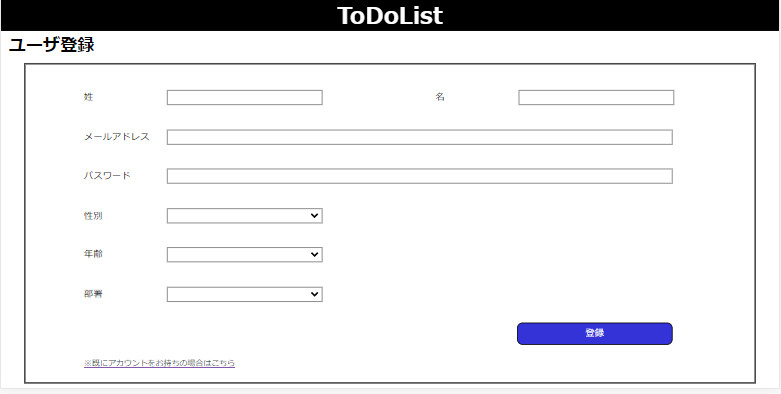 ToDoList
ユーザ登録
姓 名
メールアドレス
パスワード
性別
年齢
部署
登録
※既にアカウントをお持ちの場合はこちら